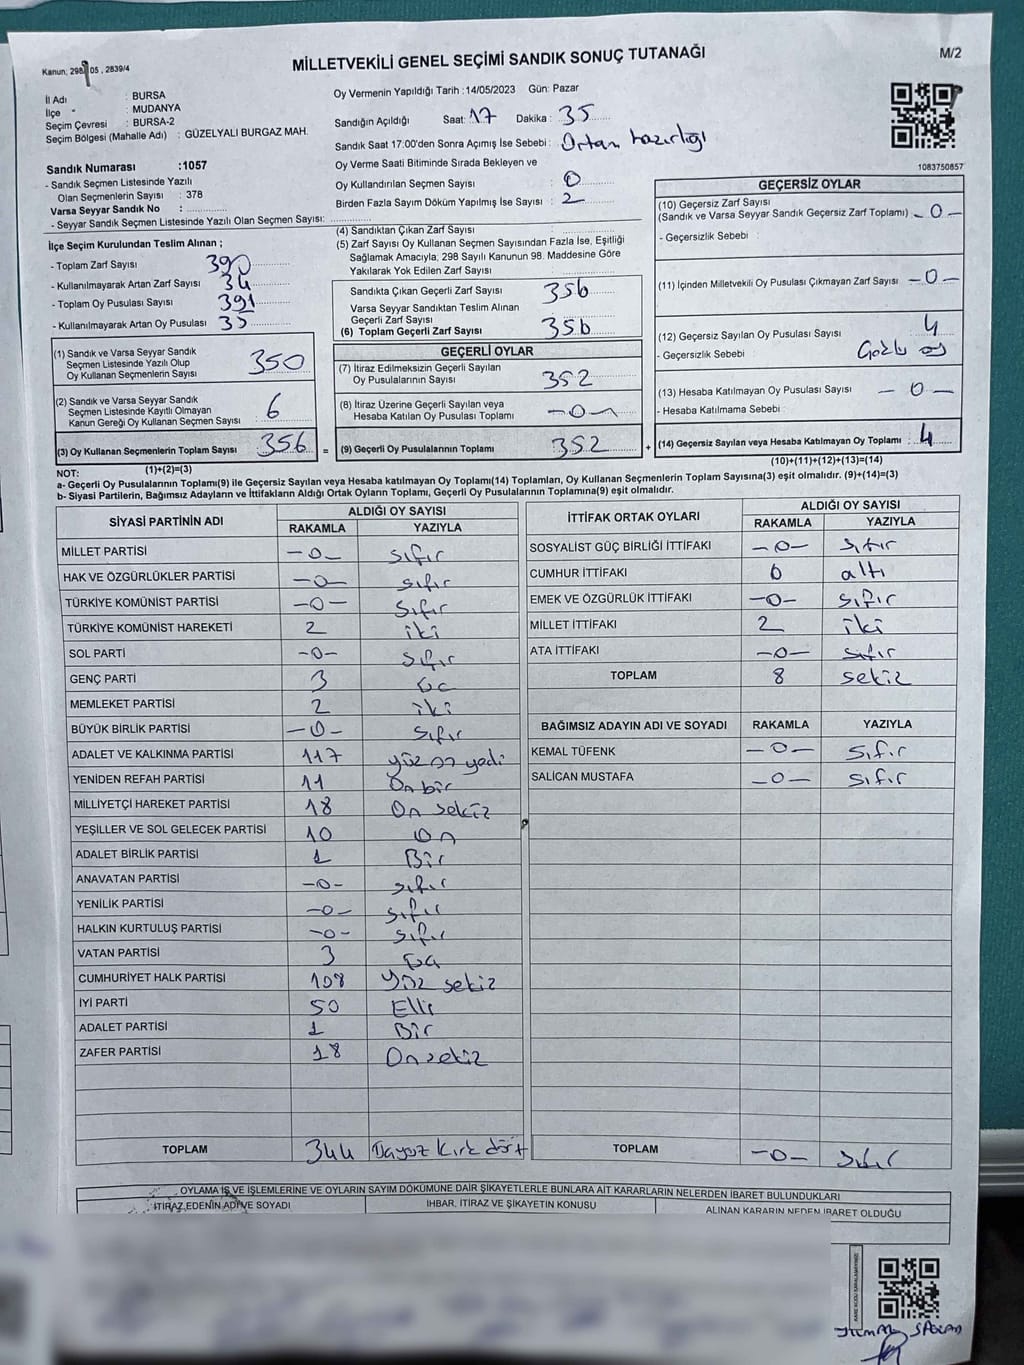 Kanun; 298 05 , 2839/4
MİLLETVEKİLİ GENEL SEÇİMİ SANDIK SONUÇ TUTANAĞI
M/2
İl Adı : BURSA
İlçe " : MUDANYA
Seçim Çevresi : BURSA-2
Seçim Bölgesi (Mahalle Adı) : GÜZELYALI BURGAZ MAH.
Oy Vermenin Yapıldığı Tarih :14/05/2023 Gün: Pazar
Sandığın Açıldığı Saat: 17 Dakika : 35
Sandık Saat 17:00'den Sonra Açımış İse Sebebi : Ortam hazırlığı
Oy Verme Saati Bitiminde Sırada Bekleyen ve
Oy Kullandırılan Seçmen Sayısı : 0
Birden Fazla Sayım Döküm Yapılmış İse Sayısı : 2
1083750857
Sandık Numarası :1057
- Sandık Seçmen Listesinde Yazılı
Olan Seçmenlerin Sayısı : 378
Varsa Seyyar Sandık No :
- Seyyar Sandık Seçmen Listesinde Yazılı Olan Seçmen Sayısı:
İlçe Seçim Kurulundan Teslim Alınan ;
- Toplam Zarf Sayısı 390
- Kullanılmayarak Artan Zarf Sayısı : 34
- Toplam Oy Pusulası Sayısı 391
- Kullanılmayarak Artan Oy Pusulası : 35
(1) Sandık ve Varsa Seyyar Sandık
Seçmen Listesinde Yazılı Olup
Oy Kullanan Seçmenlerin Sayısı 350
(2) Sandık ve Varsa Seyyar Sandık
Seçmen Listesinde Kayıtlı Olmayan
Kanun Gereği Oy Kullanan Seçmen Sayısı 6
(3) Oy Kullanan Seçmenlerin Toplam Sayısı 356 =
(1)+(2)=(3)
(4) Sandıktan Çıkan Zarf Sayısı
(5) Zarf Sayısı Oy Kullanan Seçmen Sayısından Fazla İse, Eşitliği
Sağlamak Amacıyla, 298 Sayılı Kanunun 98. Maddesine Göre
Yakılarak Yok Edilen Zarf Sayısı :
Sandıkta Çıkan Geçerli Zarf Sayısı 356
Varsa Seyyar Sandıktan Teslim Alınan
Geçerli Zarf Sayısı
(6) Toplam Geçerli Zarf Sayısı 356
GEÇERLİ OYLAR
(7) İtiraz Edilmeksizin Geçerli Sayılan
Oy Pusulalarının Sayısı 352
(8) İtiraz Üzerine Geçerli Sayılan veya
Hesaba Katılan Oy Pusulası Toplamı -0-
(9) Geçerli Oy Pusulalarının Toplamı 352 +
GEÇERSİZ OYLAR
(10) Geçersiz Zarf Sayısı
(Sandık ve Varsa Seyyar Sandık Geçersiz Zarf Toplamı) -0-
- Geçersizlik Sebebi :
(11) İçinden Milletvekili Oy Pusulası Çıkmayan Zarf Sayısı -0-
(12) Geçersiz Sayılan Oy Pusulası Sayısı 4
- Geçersizlik Sebebi
(13) Hesaba Katılmayan Oy Pusulası Sayısı -0-
- Hesaba Katılmama Sebebi :
(14) Geçersiz Sayılan veya Hesaba Katılmayan Oy Toplamı : 4
(10)+(11)+(12)+(13)=(14)
NOT:
a- Geçerli Oy Pusulalarının Toplamı(9) ile Geçersiz Sayılan veya Hesaba katılmayan Oy Toplamı(14) Toplamları, Oy Kullanan Seçmenlerin Toplam Sayısına(3) eşit olmalıdır. (9)+(14)=(3)
b- Siyasi Partilerin, Bağımsız Adayların ve İttifakların Aldığı Ortak Oyların Toplamı, Geçerli Oy Pusulalarının Toplamına(9) eşit olmalıdır.
SİYASİ PARTİNİN ADI ALDIĞI OY SAYISI
RAKAMLA YAZIYLA
MİLLET PARTİSİ -0- sıfır
HAK VE ÖZGÜRLÜKLER PARTİSİ -0- sıfır
TÜRKİYE KOMÜNİST PARTİSİ -0- sıfır
TÜRKİYE KOMÜNİST HAREKETİ 2 iki
SOL PARTİ -0- sıfır
GENÇ PARTİ 3 üç
MEMLEKET PARTİSİ 2 iki
BÜYÜK BİRLİK PARTİSİ -0- sıfır
ADALET VE KALKINMA PARTİSİ 117 yüz on yedi
YENİDEN REFAH PARTİSİ 11 On bir
MİLLİYETÇİ HAREKET PARTİSİ 18 On sekiz
YEŞİLLER VE SOL GELECEK PARTİSİ 10 On
ADALET BİRLİK PARTİSİ 1 Bir
ANAVATAN PARTİSİ -0- sıfır
YENİLİK PARTİSİ -0- sıfır
HALKIN KURTULUŞ PARTİSİ -0- sıfır
VATAN PARTİSİ 3
CUMHURİYET HALK PARTİSİ 108 Yüz sekiz
İYİ PARTİ 50 Elli
ADALET PARTİSİ 1 Bir
ZAFER PARTİSİ 18 Onsekiz
TOPLAM 344 Üçyüz Kırk dört
İTTİFAK ORTAK OYLARI ALDIĞI OY SAYISI
RAKAMLA YAZIYLA
SOSYALİST GÜÇ BİRLİĞİ İTTİFAKI -0- sıfır
CUMHUR İTTİFAKI 6 altı
EMEK VE ÖZGÜRLÜK İTTİFAKI -0- sıfır
MİLLET İTTİFAKI 2 iki
ATA İTTİFAKI -0- sıfır
TOPLAM 8 sekiz
BAĞIMSIZ ADAYIN ADI VE SOYADI RAKAMLA YAZIYLA
KEMAL TÜFENK -0- sıfır
SALİCAN MUSTAFA -0- sıfır
TOPLAM -0- sıfır
OYLAMA İŞ VE İŞLEMLERİNE VE OYLARIN SAYIM DÖKÜMÜNE DAİR ŞİKAYETLERLE BUNLARA AİT KARARLARIN NELERDEN İBARET BULUNDUKLARI
İTİRAZ EDENİN ADI VE SOYADI İHBAR, İTİRAZ VE ŞİKAYETİN KONUSU ALINAN KARARIN NEDEN İBARET OLDUĞU